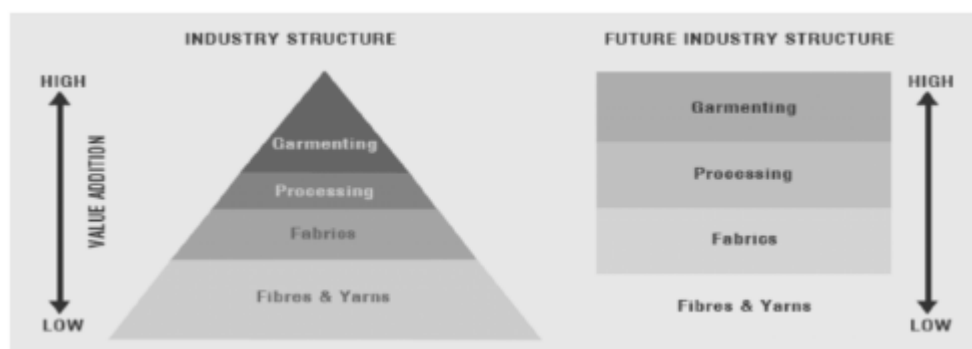 INDUSTRY STRUCTURE
HIGH
VALUE ADDITION
LOW
Garmenting
Processing
Fabrics
Fibres & Yarns
FUTURE INDUSTRY STRUCTURE
Garmenting
Processing
Fabrics
Fibres & Yarns
HIGH
LOW